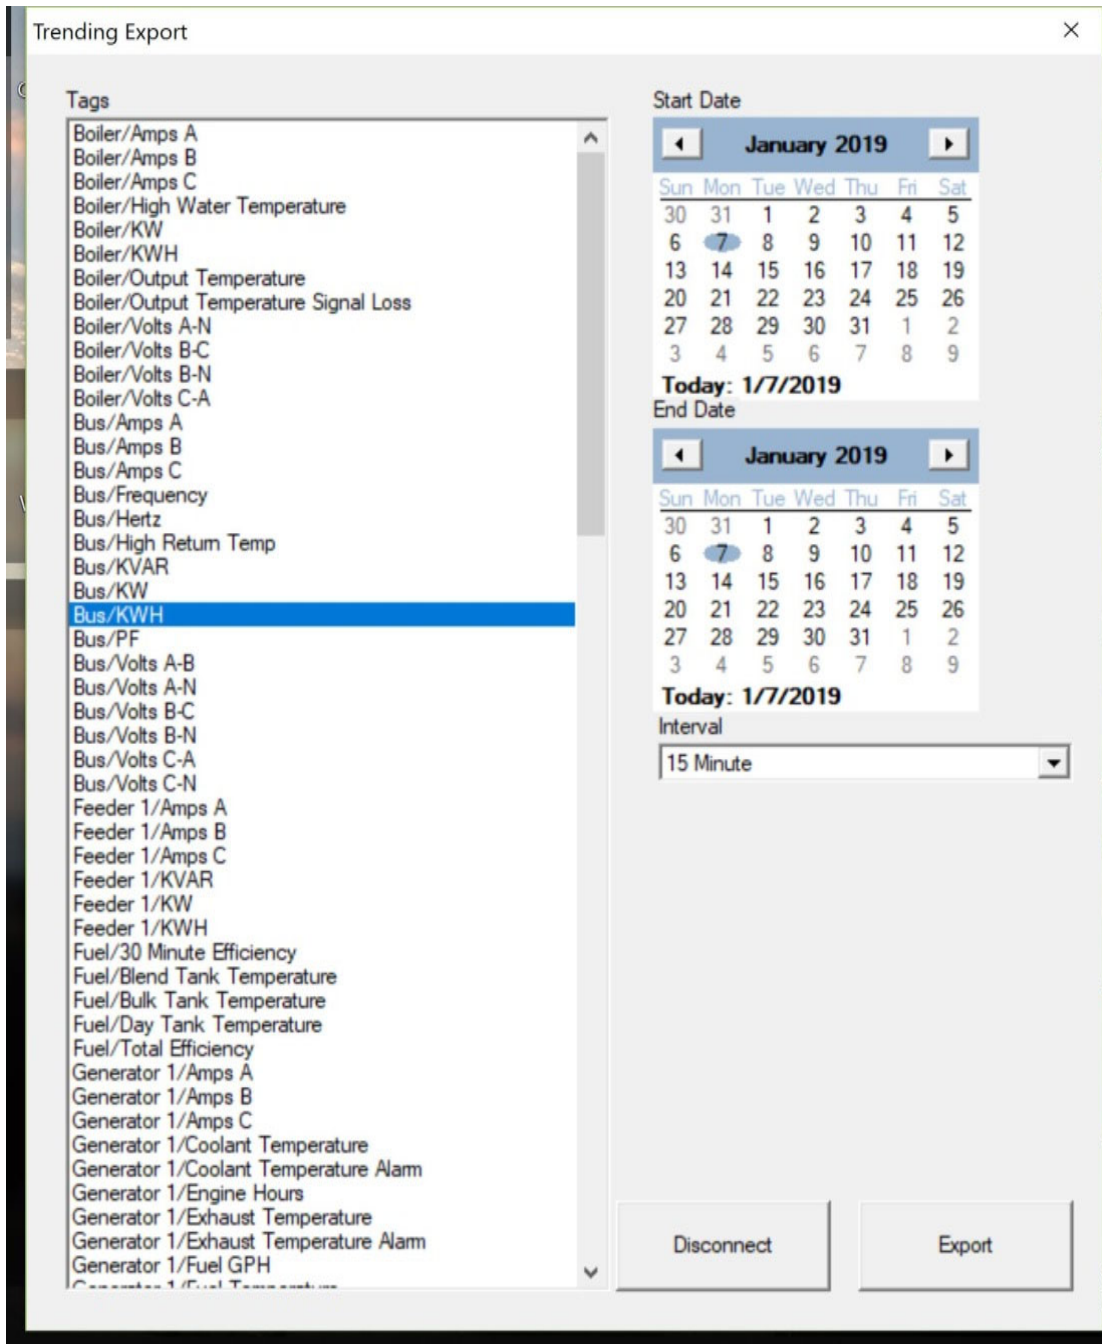 Trending Export
Tags
Boiler/Amps A
Boiler/Amps B
Boiler/Amps C
Boiler/High Water Temperature
Boiler/KW
Boiler/KWH
Boiler/Output Temperature
Boiler/Output Temperature Signal Loss
Boiler/Volts A-N
Boiler/Volts B-C
Boiler/Volts B-N
Boiler/Volts C-A
Bus/Amps A
Bus/Amps B
Bus/Amps C
Bus/Frequency
Bus/Hertz
Bus/High Return Temp
Bus/KVAR
Bus/KW
Bus/KWH
Bus/PF
Bus/Volts A-B
Bus/Volts A-N
Bus/Volts B-C
Bus/Volts B-N
Bus/Volts C-A
Bus/Volts C-N
Feeder 1/Amps A
Feeder 1/Amps B
Feeder 1/Amps C
Feeder 1/KVAR
Feeder 1/KW
Feeder 1/KWH
Fuel/30 Minute Efficiency
Fuel/Blend Tank Temperature
Fuel/Bulk Tank Temperature
Fuel/Day Tank Temperature
Fuel/Total Efficiency
Generator 1/Amps A
Generator 1/Amps B
Generator 1/Amps C
Generator 1/Coolant Temperature
Generator 1/Coolant Temperature Alarm
Generator 1/Engine Hours
Generator 1/Exhaust Temperature
Generator 1/Exhaust Temperature Alarm
Generator 1/Fuel GPH
Generator 1/Fuel Temperature
Start Date
January 2019
Sun Mon Tue Wed Thu Fri Sat
30 31 1 2 3 4 5
6 7 8 9 10 11 12
13 14 15 16 17 18 19
20 21 22 23 24 25 26
27 28 29 30 31 1 2
3 4 5 6 7 8 9
Today: 1/7/2019
End Date
January 2019
Sun Mon Tue Wed Thu Fri Sat
30 31 1 2 3 4 5
6 7 8 9 10 11 12
13 14 15 16 17 18 19
20 21 22 23 24 25 26
27 28 29 30 31 1 2
3 4 5 6 7 8 9
Today: 1/7/2019
Interval
15 Minute
Disconnect
Export